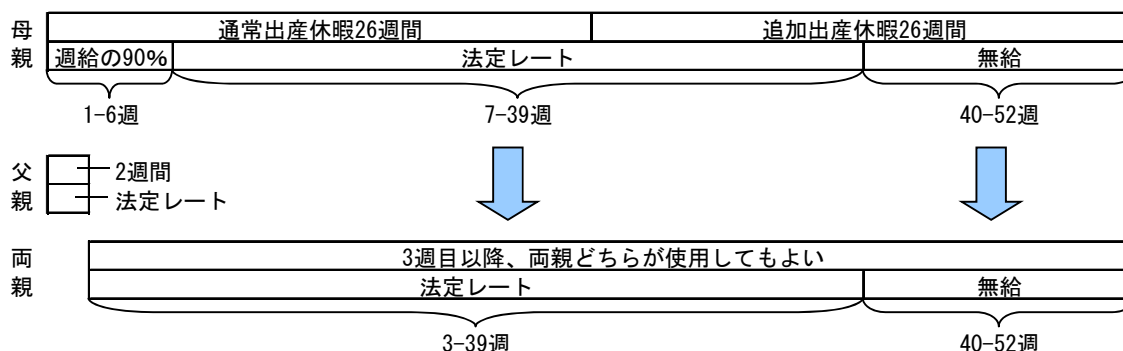 母親
通常出産休暇26週間 追加出産休暇26週間
週給の90% 法定レート 無給
1-6週 7-39週 40-52週
父親
2週間
法定レート
両親
3週目以降、両親どちらが使用してもよい
法定レート 無給
3-39週 40-52週